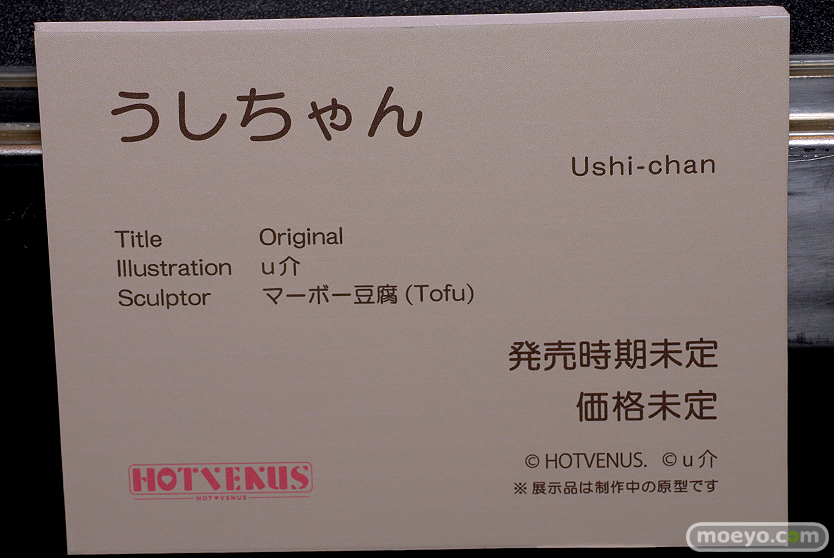 うしちゃん
Ushi-chan
Title Original
Illustration u介
Sculptor マーボー豆腐 (Tofu)
発売時期未定
価格未定
© HOTVENUS. © u介
※展示品は制作中の原型です
HOTVENUS
HOT♥VENUS
moeyo.com